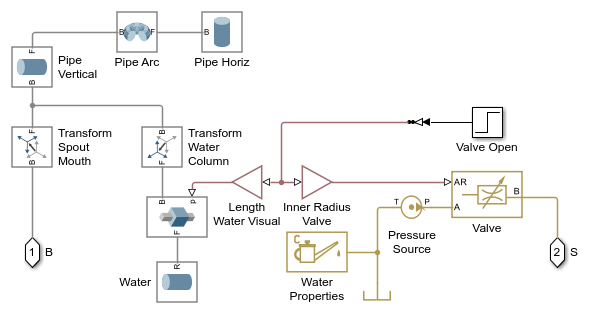 B
F
B
F
Pipe Arc
Pipe Horiz
Pipe
Vertical
B
F
B
Transform
Spout
Mouth
B
F
Transform
Water
Column
Valve Open
Length
Water Visual
Inner Radius
Valve
AR
A
B
Valve
T
P
Pressure
Source
B
p
F
C
Water
Properties
1
B
2
S
R
Water